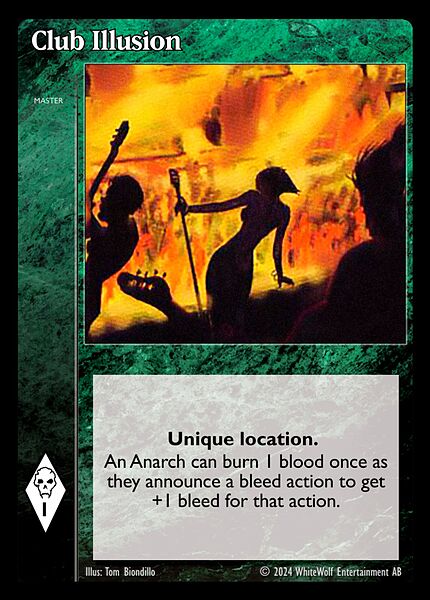 Club Illusion
MASTER
Unique location.
An Anarch can burn 1 blood once as
they announce a bleed action to get
+1 bleed for that action.
1
Illus: Tom Biondillo
© 2024 WhiteWolf Entertainment AB